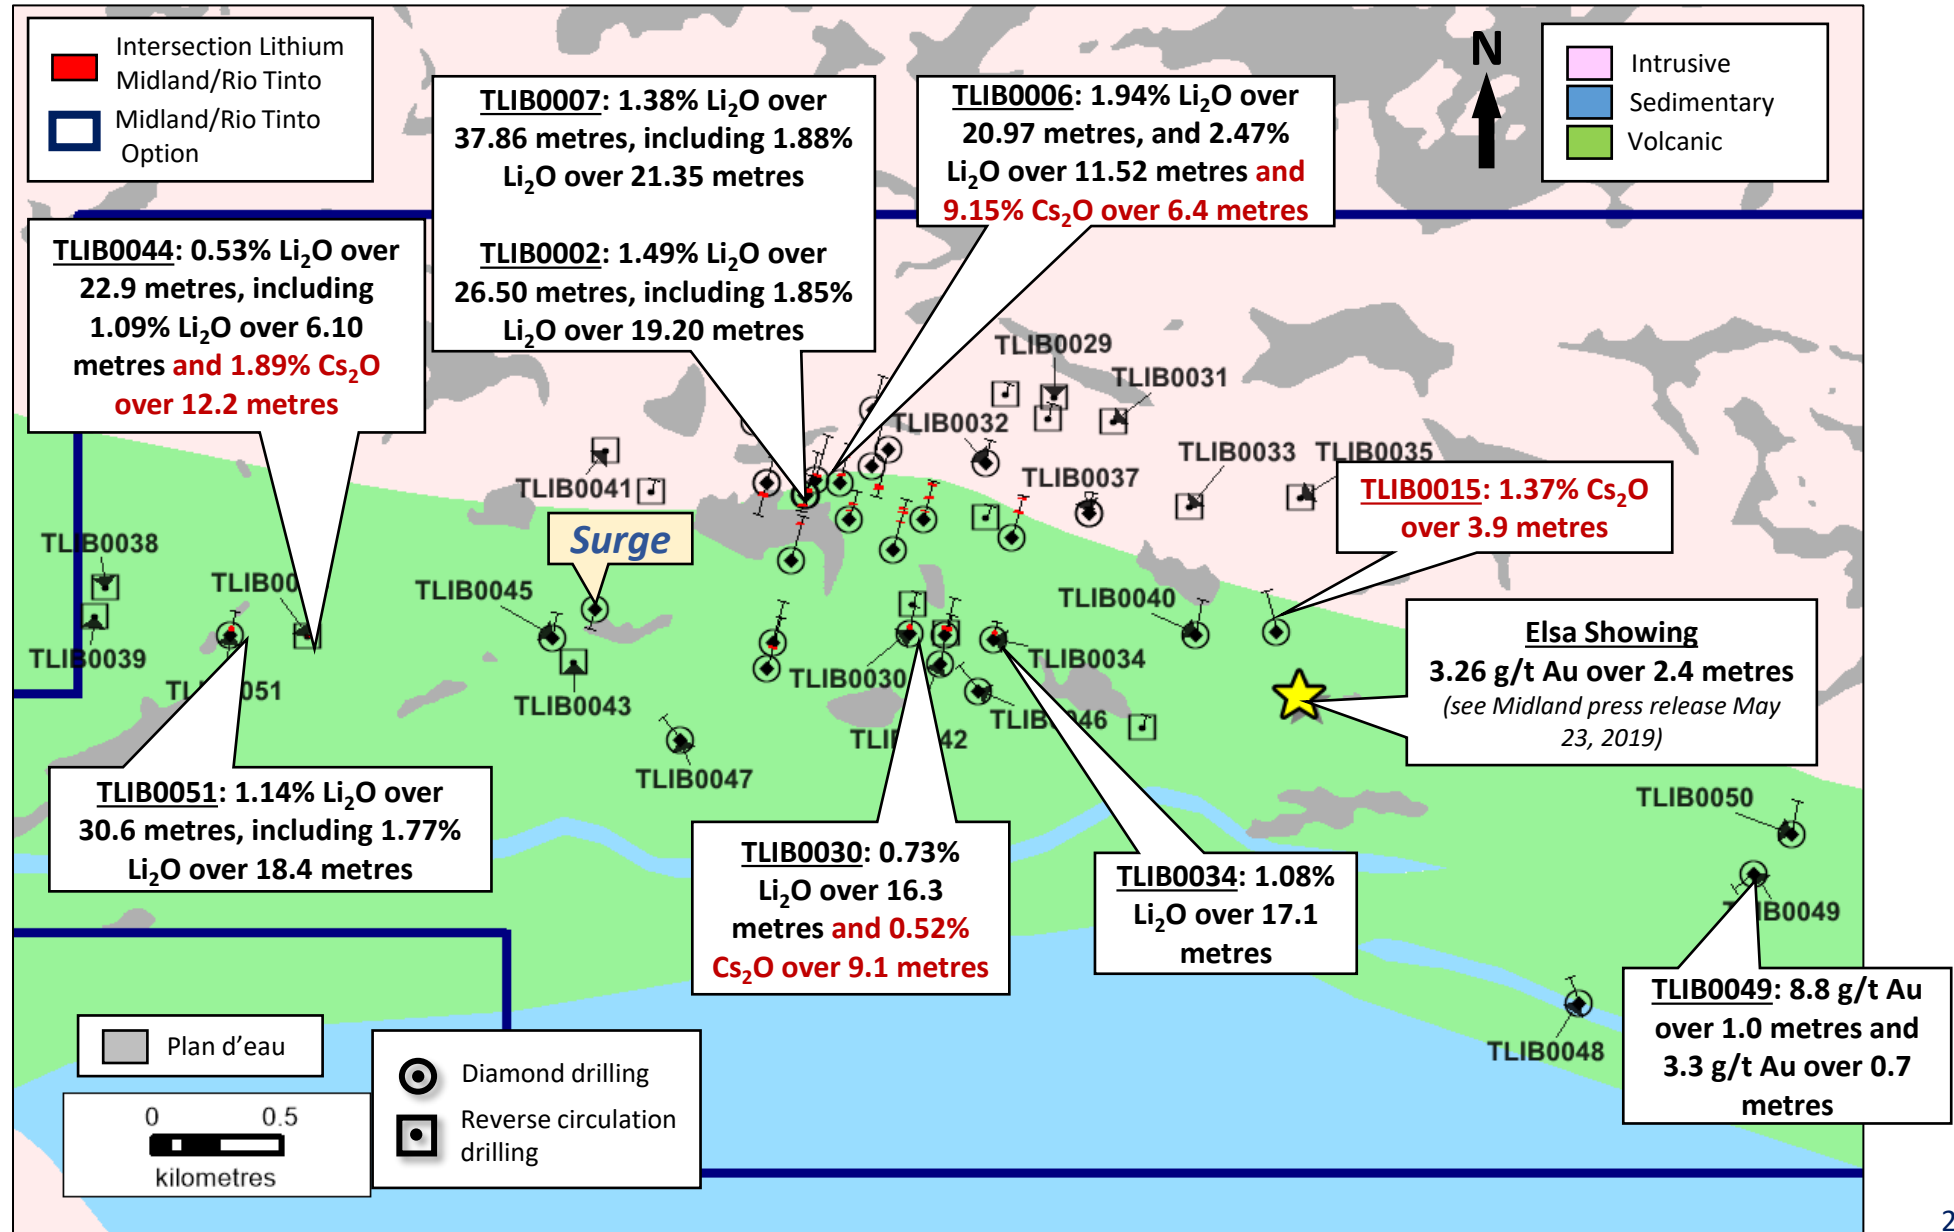 Intersection Lithium
Midland/Rio Tinto
Midland/Rio Tinto
Option
TLIB0007: 1.38% Li₂O over
37.86 metres, including 1.88%
Li₂O over 21.35 metres
TLIB0002: 1.49% Li₂O over
26.50 metres, including 1.85%
Li₂O over 19.20 metres
TLIB0006: 1.94% Li₂O over
20.97 metres, and 2.47%
Li₂O over 11.52 metres and
9.15% Cs₂O over 6.4 metres
N
Intrusive
Sedimentary
Volcanic
TLIB0044: 0.53% Li₂O over
22.9 metres, including
1.09% Li₂O over 6.10
metres and 1.89% Cs₂O
over 12.2 metres
TLIB0029
TLIB0031
TLIB0032
TLIB0033
TLIB0035
TLIB0037
TLIB0041
TLIB0015: 1.37% Cs₂O
over 3.9 metres
Surge
TLIB0038
TLIB00
TLIB0045
TLIB0040
TLIB0039
TLIB0034
TLIB0030
Elsa Showing
3.26 g/t Au over 2.4 metres
(see Midland press release May
23, 2019)
TLIB0043
TLIB0047
TLIB0050
TLIB0051: 1.14% Li₂O over
30.6 metres, including 1.77%
Li₂O over 18.4 metres
TLIB0030: 0.73%
Li₂O over 16.3
metres and 0.52%
Cs₂O over 9.1 metres
TLIB0034: 1.08%
Li₂O over 17.1
metres
TLIB0048
TLIB0049: 8.8 g/t Au
over 1.0 metres and
3.3 g/t Au over 0.7
metres
Plan d’eau
Diamond drilling
Reverse circulation
drilling
0 0.5
kilometres
2